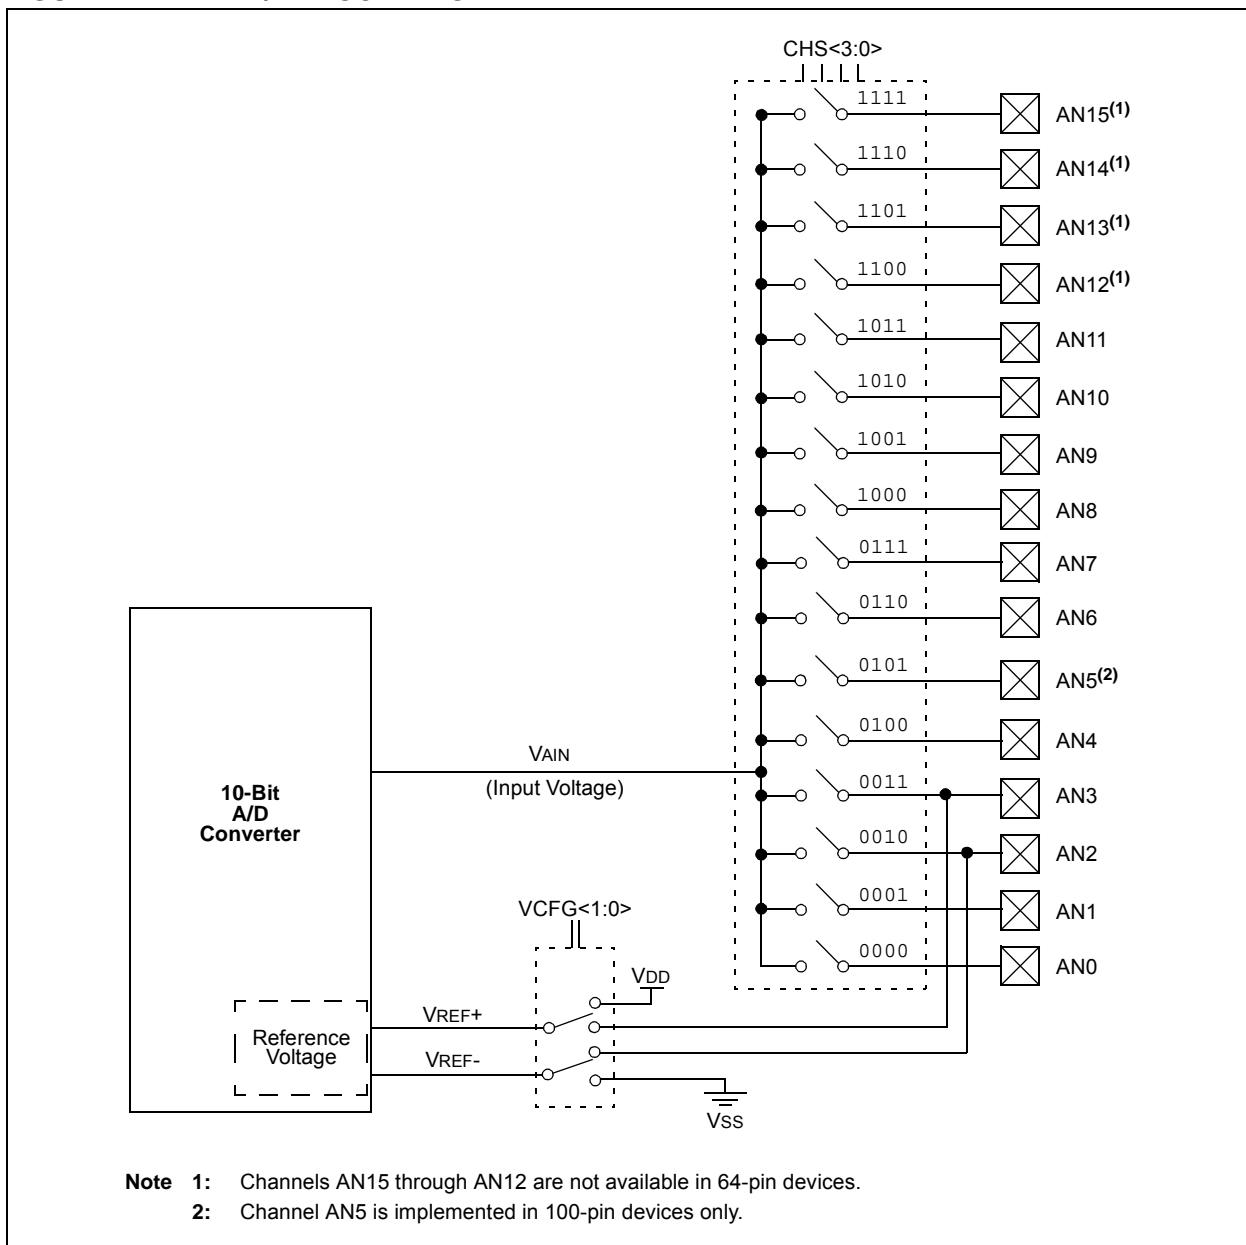 CHS<3:0>
1111
AN15(1)
1110
AN14(1)
1101
AN13(1)
1100
AN12(1)
1011
AN11
1010
AN10
1001
AN9
1000
AN8
0111
AN7
0110
AN6
0101
AN5(2)
0100
AN4
VAIN
(Input Voltage)
0011
AN3
10-Bit
A/D
Converter
0010
AN2
0001
AN1
VCFG<1:0>
0000
AN0
VDD
VREF+
Reference
Voltage
VREF-
VSS
Note 1: Channels AN15 through AN12 are not available in 64-pin devices.
2: Channel AN5 is implemented in 100-pin devices only.